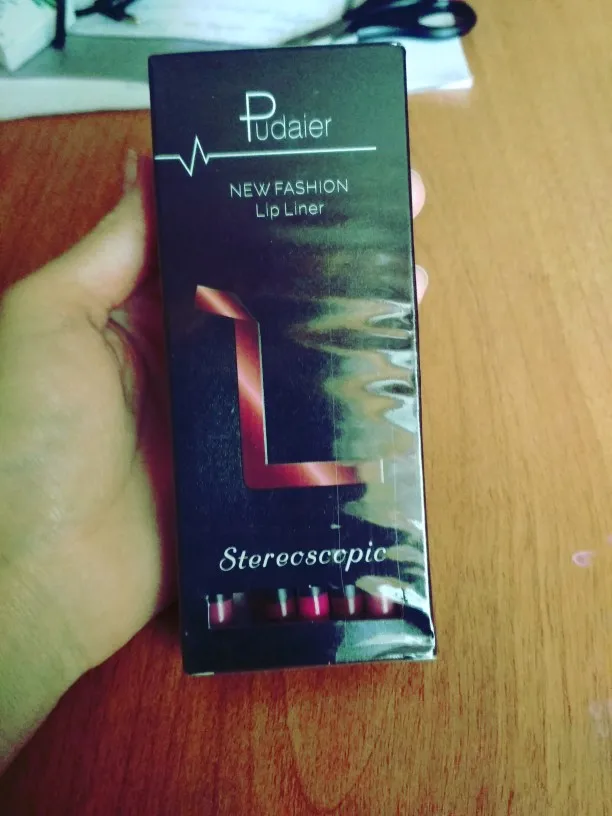 Pudaier
NEW FASHION
Lip Liner
L
Stereoscopic